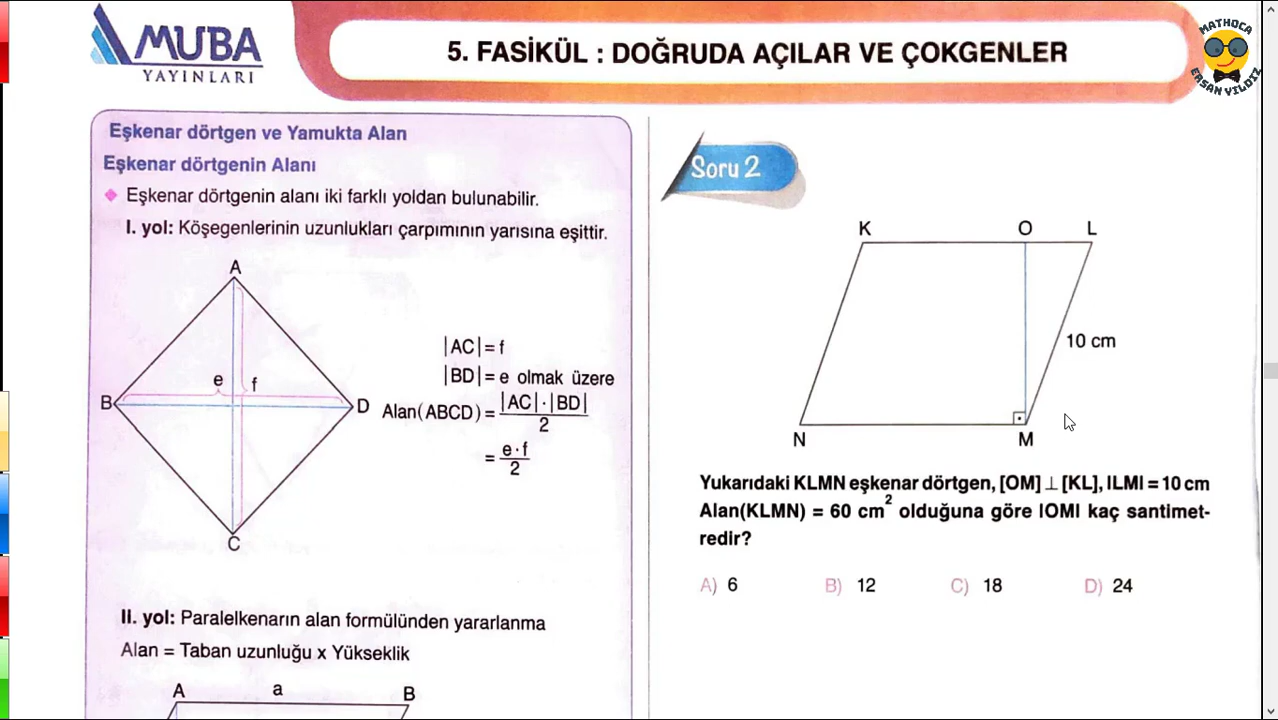 MUBA
YAYINLARI
5. FASİKÜL : DOĞRUDA AÇILAR VE ÇOKGENLER
MATHOCA
ERSAN YILDIZ
Eşkenar dörtgen ve Yamukta Alan
Eşkenar dörtgenin Alanı
Eşkenar dörtgenin alanı iki farklı yoldan bulunabilir.
I. yol: Köşegenlerinin uzunlukları çarpımının yarısına eşittir.
A
B
e
f
D
C
|AC| = f
|BD| = e olmak üzere
Alan(ABCD) = |AC|·|BD|
2
= e·f
2
II. yol: Paralelkenarın alan formülünden yararlanma
Alan = Taban uzunluğu x Yükseklik
A a B
Soru 2
K O L
10 cm
N M
Yukarıdaki KLMN eşkenar dörtgen, [OM] ⊥ [KL], ILMI = 10 cm
Alan(KLMN) = 60 cm² olduğuna göre IOMI kaç santimet-
redir?
A) 6 B) 12 C) 18 D) 24